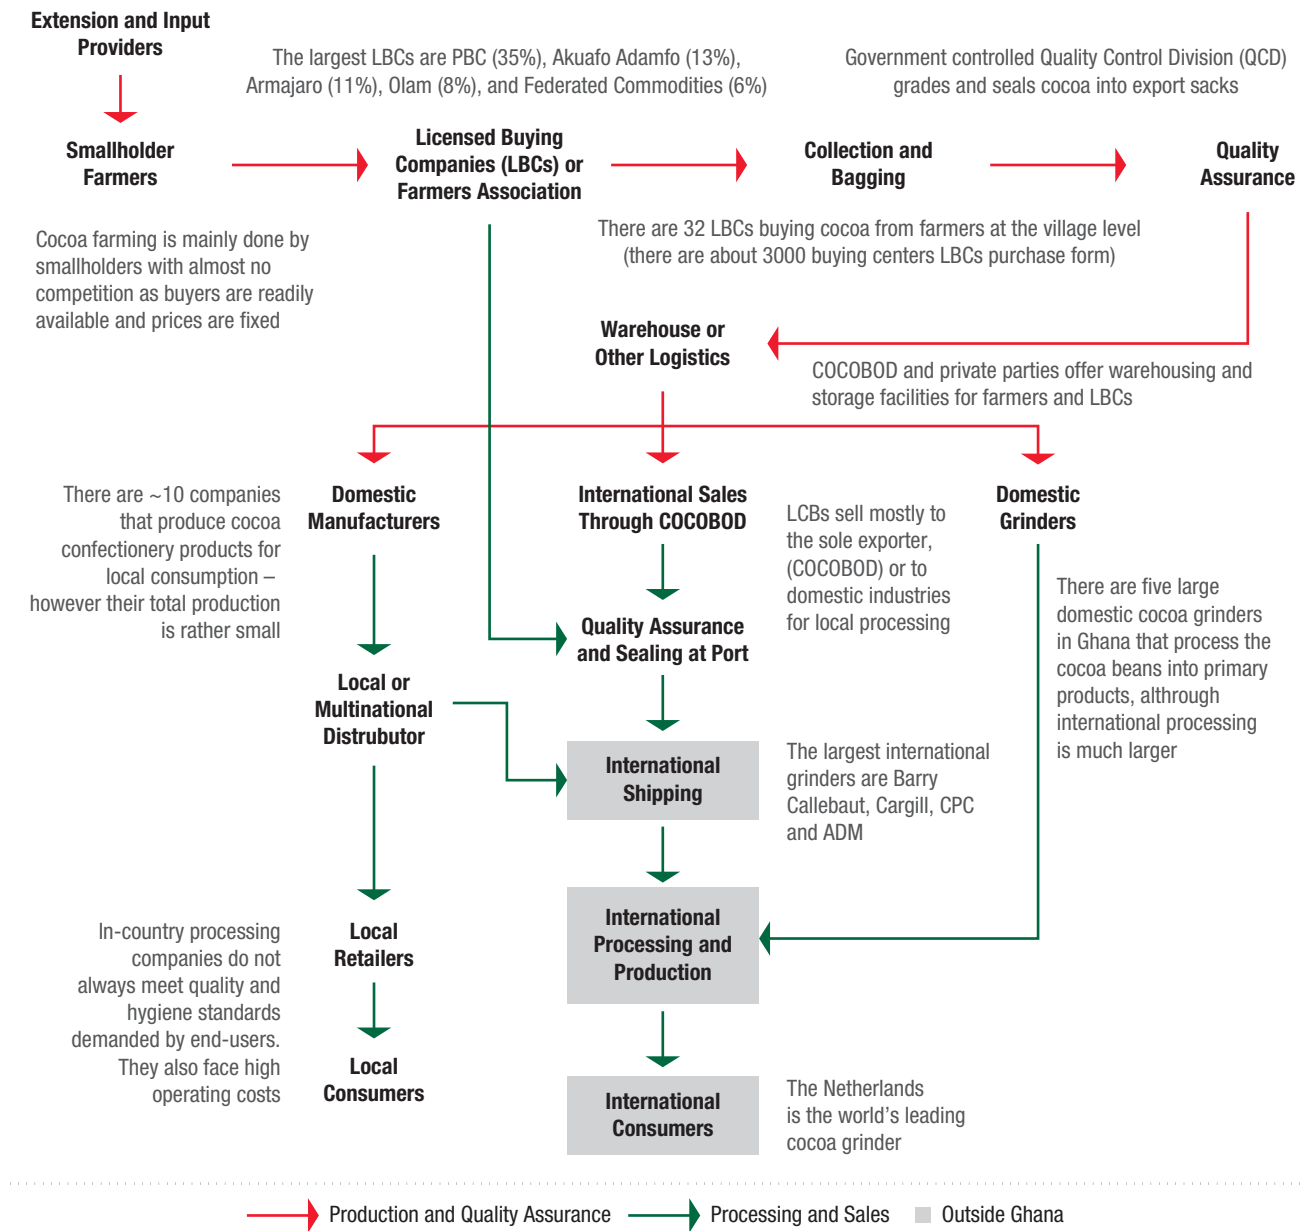 Extension and Input
Providers
The largest LBCs are PBC (35%), Akuafo Adamfo (13%),
Armajaro (11%), Olam (8%), and Federated Commodities (6%)
Government controlled Quality Control Division (QCD)
grades and seals cocoa into export sacks
Smallholder
Farmers
Licensed Buying
Companies (LBCs) or
Farmers Association
Collection and
Bagging
Quality
Assurance
Cocoa farming is mainly done by
smallholders with almost no
competition as buyers are readily
available and prices are fixed
There are 32 LBCs buying cocoa from farmers at the village level
(there are about 3000 buying centers LBCs purchase form)
Warehouse or
Other Logistics
COCOBOD and private parties offer warehousing and
storage facilities for farmers and LBCs
There are ~10 companies
that produce cocoa
confectionery products for
local consumption –
however their total production
is rather small
Domestic
Manufacturers
International Sales
Through COCOBOD
LCBs sell mostly to
the sole exporter,
(COCOBOD) or to
domestic industries
for local processing
Domestic
Grinders
There are five large
domestic cocoa grinders
in Ghana that process the
cocoa beans into primary
products, althrough
international processing
is much larger
Quality Assurance
and Sealing at Port
Local or
Multinational
Distrubutor
International
Shipping
The largest international
grinders are Barry
Callebaut, Cargill, CPC
and ADM
In-country processing
companies do not
always meet quality and
hygiene standards
demanded by end-users.
They also face high
operating costs
Local
Retailers
International
Processing and
Production
Local
Consumers
International
Consumers
The Netherlands
is the world's leading
cocoa grinder
Production and Quality Assurance
Processing and Sales
Outside Ghana